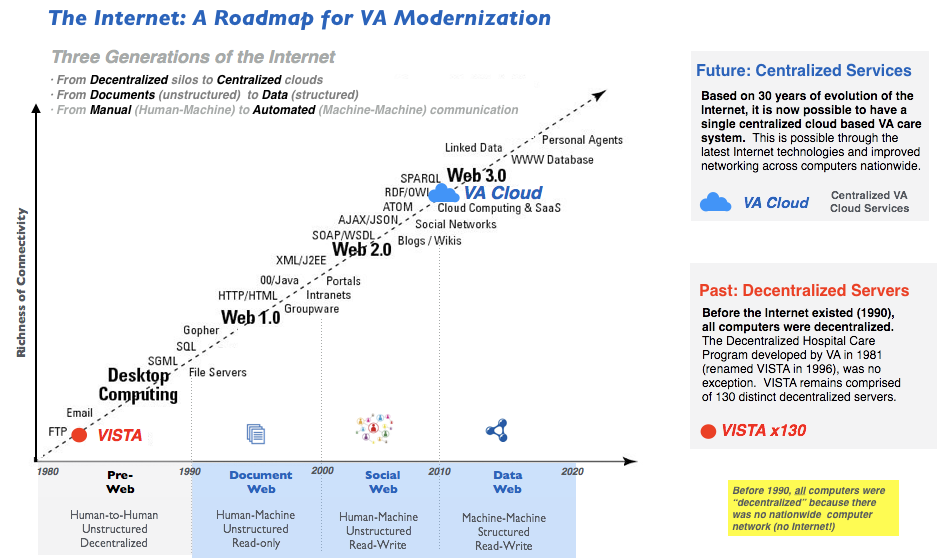 The Internet: A Roadmap for VA Modernization
Three Generations of the Internet
· From Decentralized silos to Centralized clouds
· From Documents (unstructured) to Data (structured)
· From Manual (Human-Machine) to Automated (Machine-Machine) communication
Richness of Connectivity
Personal Agents
Linked Data
WWW Database
SPARQL
Web 3.0
RDF/OWL
VA Cloud
ATOM
Cloud Computing & SaaS
AJAX/JSON
Social Networks
SOAP/WSDL
Blogs / Wikis
Web 2.0
XML/J2EE
00/Java
Portals
HTTP/HTML
Intranets
Groupware
Web 1.0
Gopher
SQL
SGML
File Servers
Desktop
Computing
Email
FTP
VISTA
1980
1990
2000
2010
2020
Pre-
Web
Human-to-Human
Unstructured
Decentralized
Document
Web
Human-Machine
Unstructured
Read-only
Social
Web
Human-Machine
Unstructured
Read-Write
Data
Web
Machine-Machine
Structured
Read-Write
Future: Centralized Services
Based on 30 years of evolution of the
Internet, it is now possible to have a
single centralized cloud based VA care
system. This is possible through the
latest Internet technologies and improved
networking across computers nationwide.
VA Cloud
Centralized VA
Cloud Services
Past: Decentralized Servers
Before the Internet existed (1990),
all computers were decentralized.
The Decentralized Hospital Care
Program developed by VA in 1981
(renamed VISTA in 1996), was no
exception. VISTA remains comprised
of 130 distinct decentralized servers.
VISTA x130
Before 1990, all computers were
“decentralized” because there
was no nationwide computer
network (no Internet!)